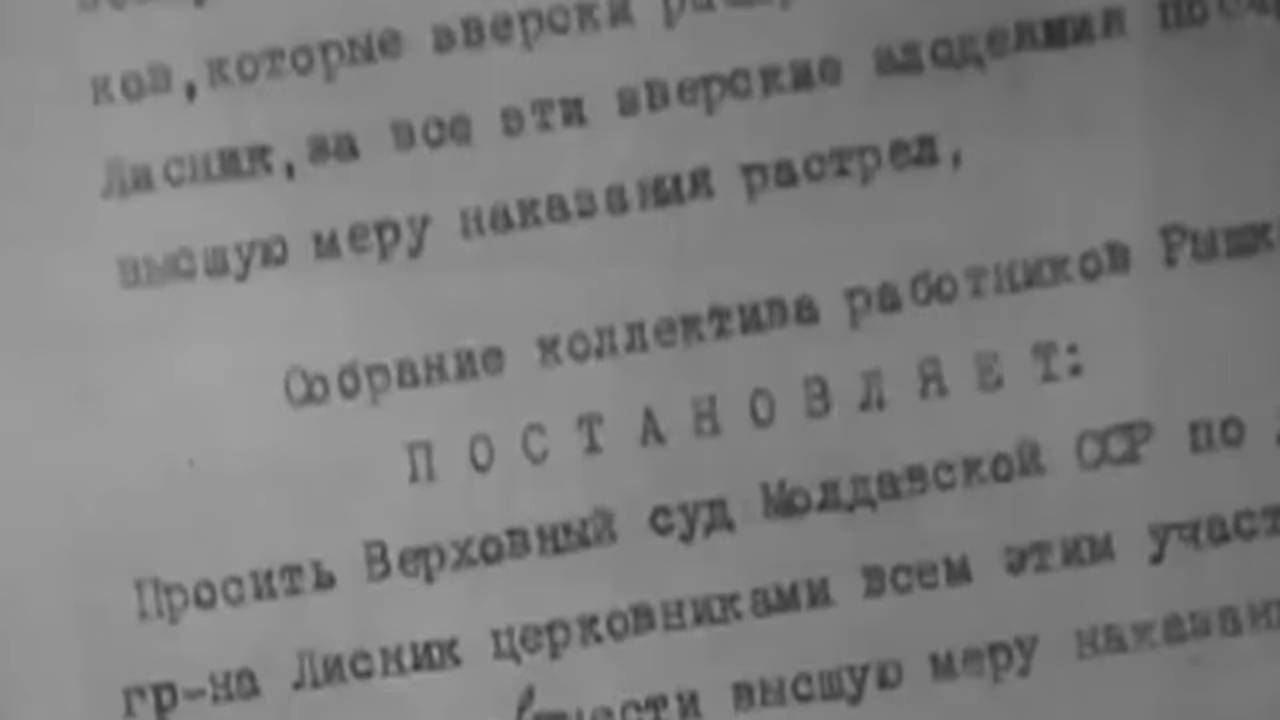 ков,которые зверски
Лисник,за все эти зверские злодеяния
высшую меру наказания растрел,
Собрание коллектива работников
П О С Т А Н О В Л Я Е Т:
Просить Верховный суд Молдавской ССР по
гр-на Лисник церковниками всем этим
высшую меру